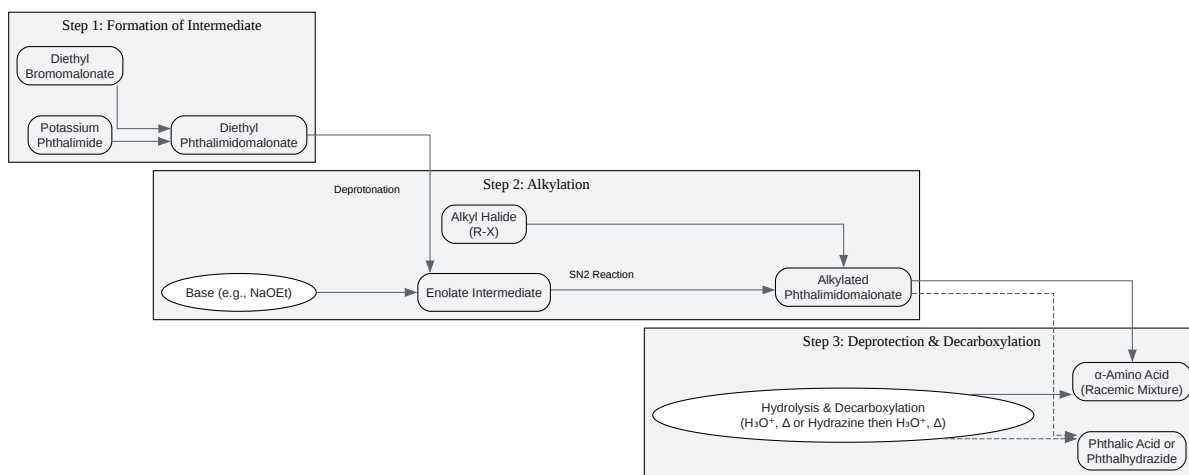 Step 1: Formation of Intermediate
Diethyl
Bromomalonate
Potassium
Phthalimide
Diethyl
Phthalimidomalonate
Step 2: Alkylation
Deprotonation
Alkyl Halide
(R-X)
Base (e.g., NaOEt)
Enolate Intermediate
SN2 Reaction
Alkylated
Phthalimidomalonate
Step 3: Deprotection & Decarboxylation
Hydrolysis & Decarboxylation
(H₃O⁺, Δ or Hydrazine then H₃O⁺, Δ)
α-Amino Acid
(Racemic Mixture)
Phthalic Acid or
Phthalhydrazide